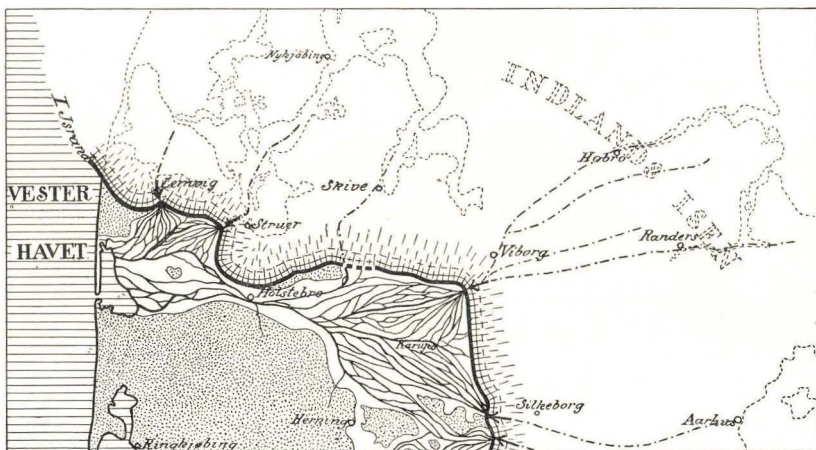 Nykjøbing
INDLANDS
IsRand
Hobro
VESTER
Lemvig
Skive
ISEN
HAVET
Struer
Viborg
Randers
Holstebro
Karup
Silkeborg
Herning
Aarhus
Ringkjøbing